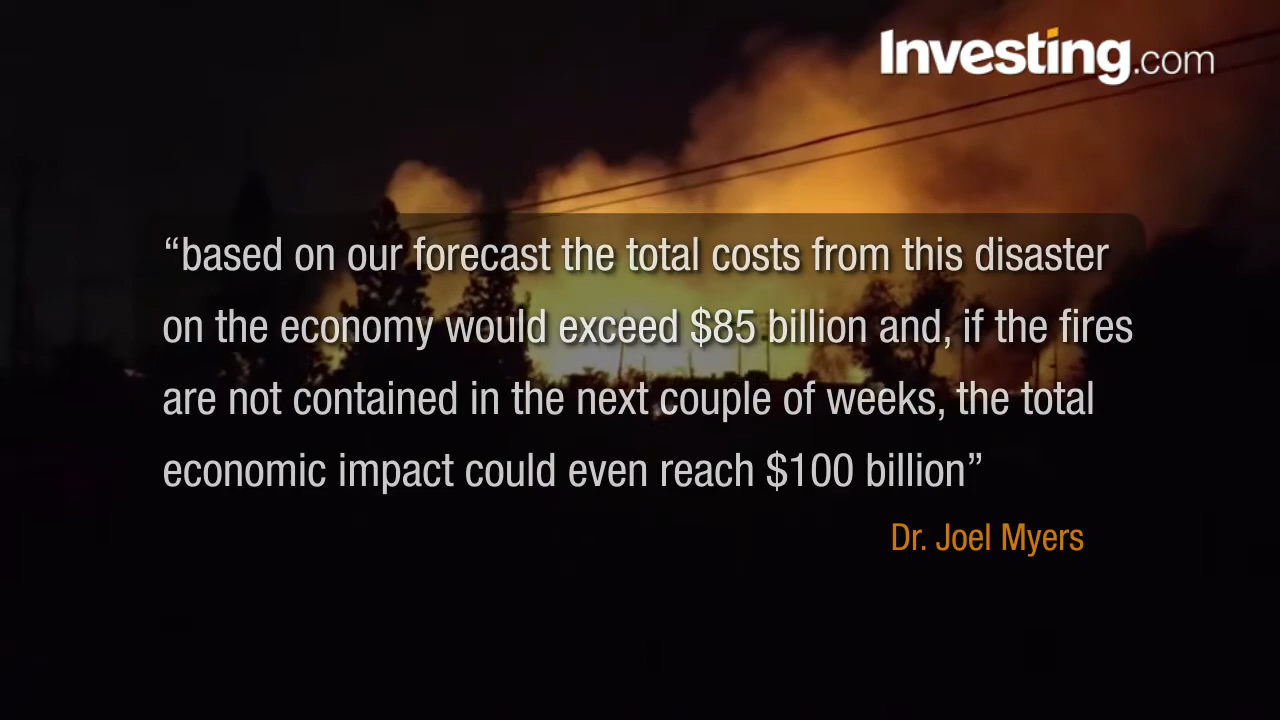 Investing.com
“based on our forecast the total costs from this disaster
on the economy would exceed $85 billion and, if the fires
are not contained in the next couple of weeks, the total
economic impact could even reach $100 billion”
Dr. Joel Myers